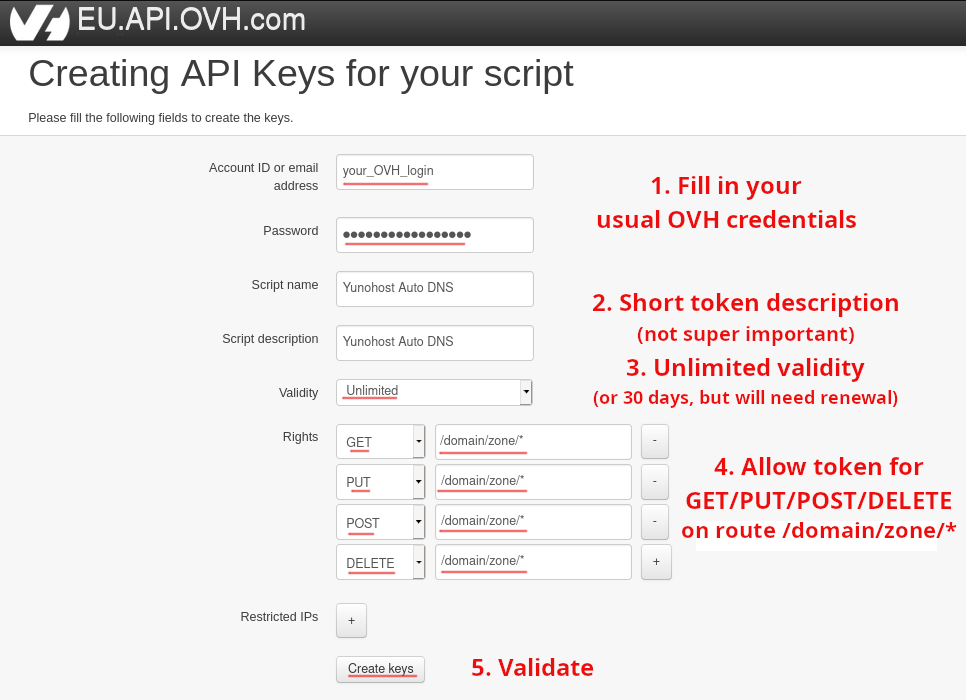 EU.API.OVH.com
Creating API Keys for your script
Please fill the following fields to create the keys.
Account ID or email
address
your_OVH_login
1. Fill in your
usual OVH credentials
Password
●●●●●●●●●●●●●●●●●
Script name
Yunohost Auto DNS
2. Short token description
(not super important)
Script description
Yunohost Auto DNS
3. Unlimited validity
(or 30 days, but will need renewal)
Validity
Unlimited
Rights
GET
/domain/zone/*
-
PUT
/domain/zone/*
-
POST
/domain/zone/*
-
DELETE
/domain/zone/*
+
4. Allow token for
GET/PUT/POST/DELETE
on route /domain/zone/*
Restricted IPs
+
Create keys
5. Validate